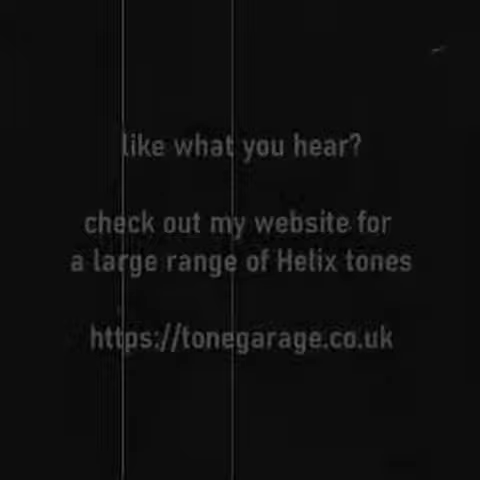 like what you hear?
check out my website for
a large range of Helix tones
https://tonegarage.co.uk